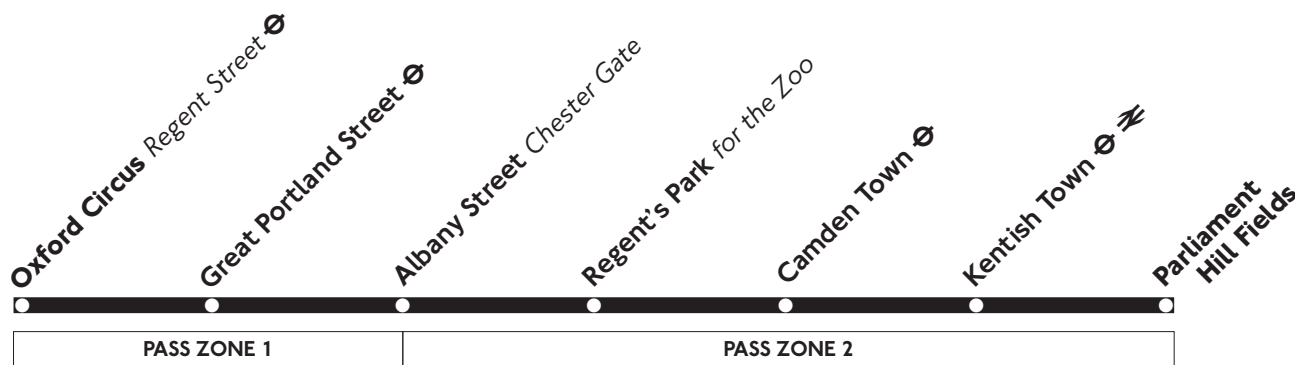 Oxford Circus Regent Street
Great Portland Street
Albany Street Chester Gate
Regent's Park for the Zoo
Camden Town
Kentish Town
Parliament
Hill Fields
PASS ZONE 1
PASS ZONE 2